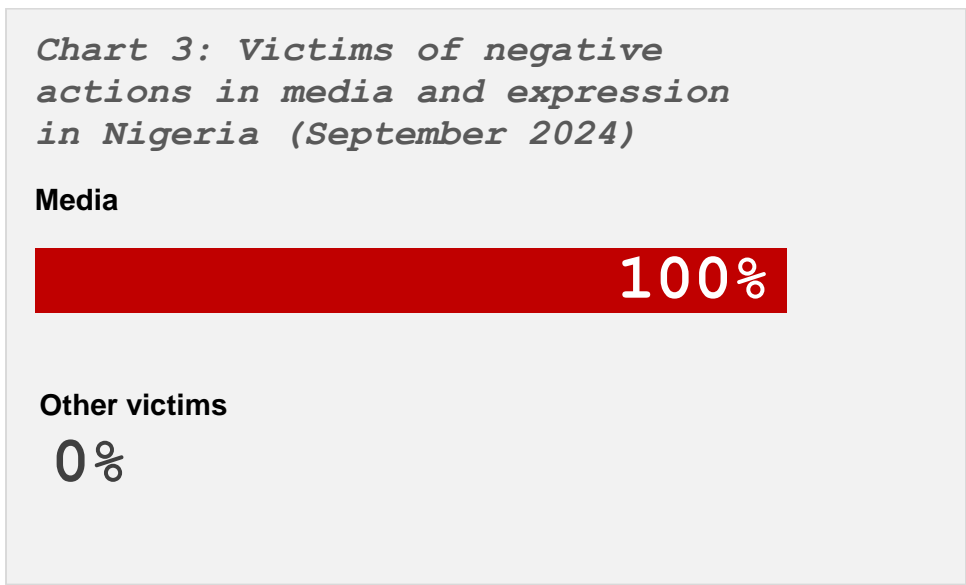 Chart 3: Victims of negative
actions in media and expression
in Nigeria (September 2024)
Media
100%
Other victims
0%